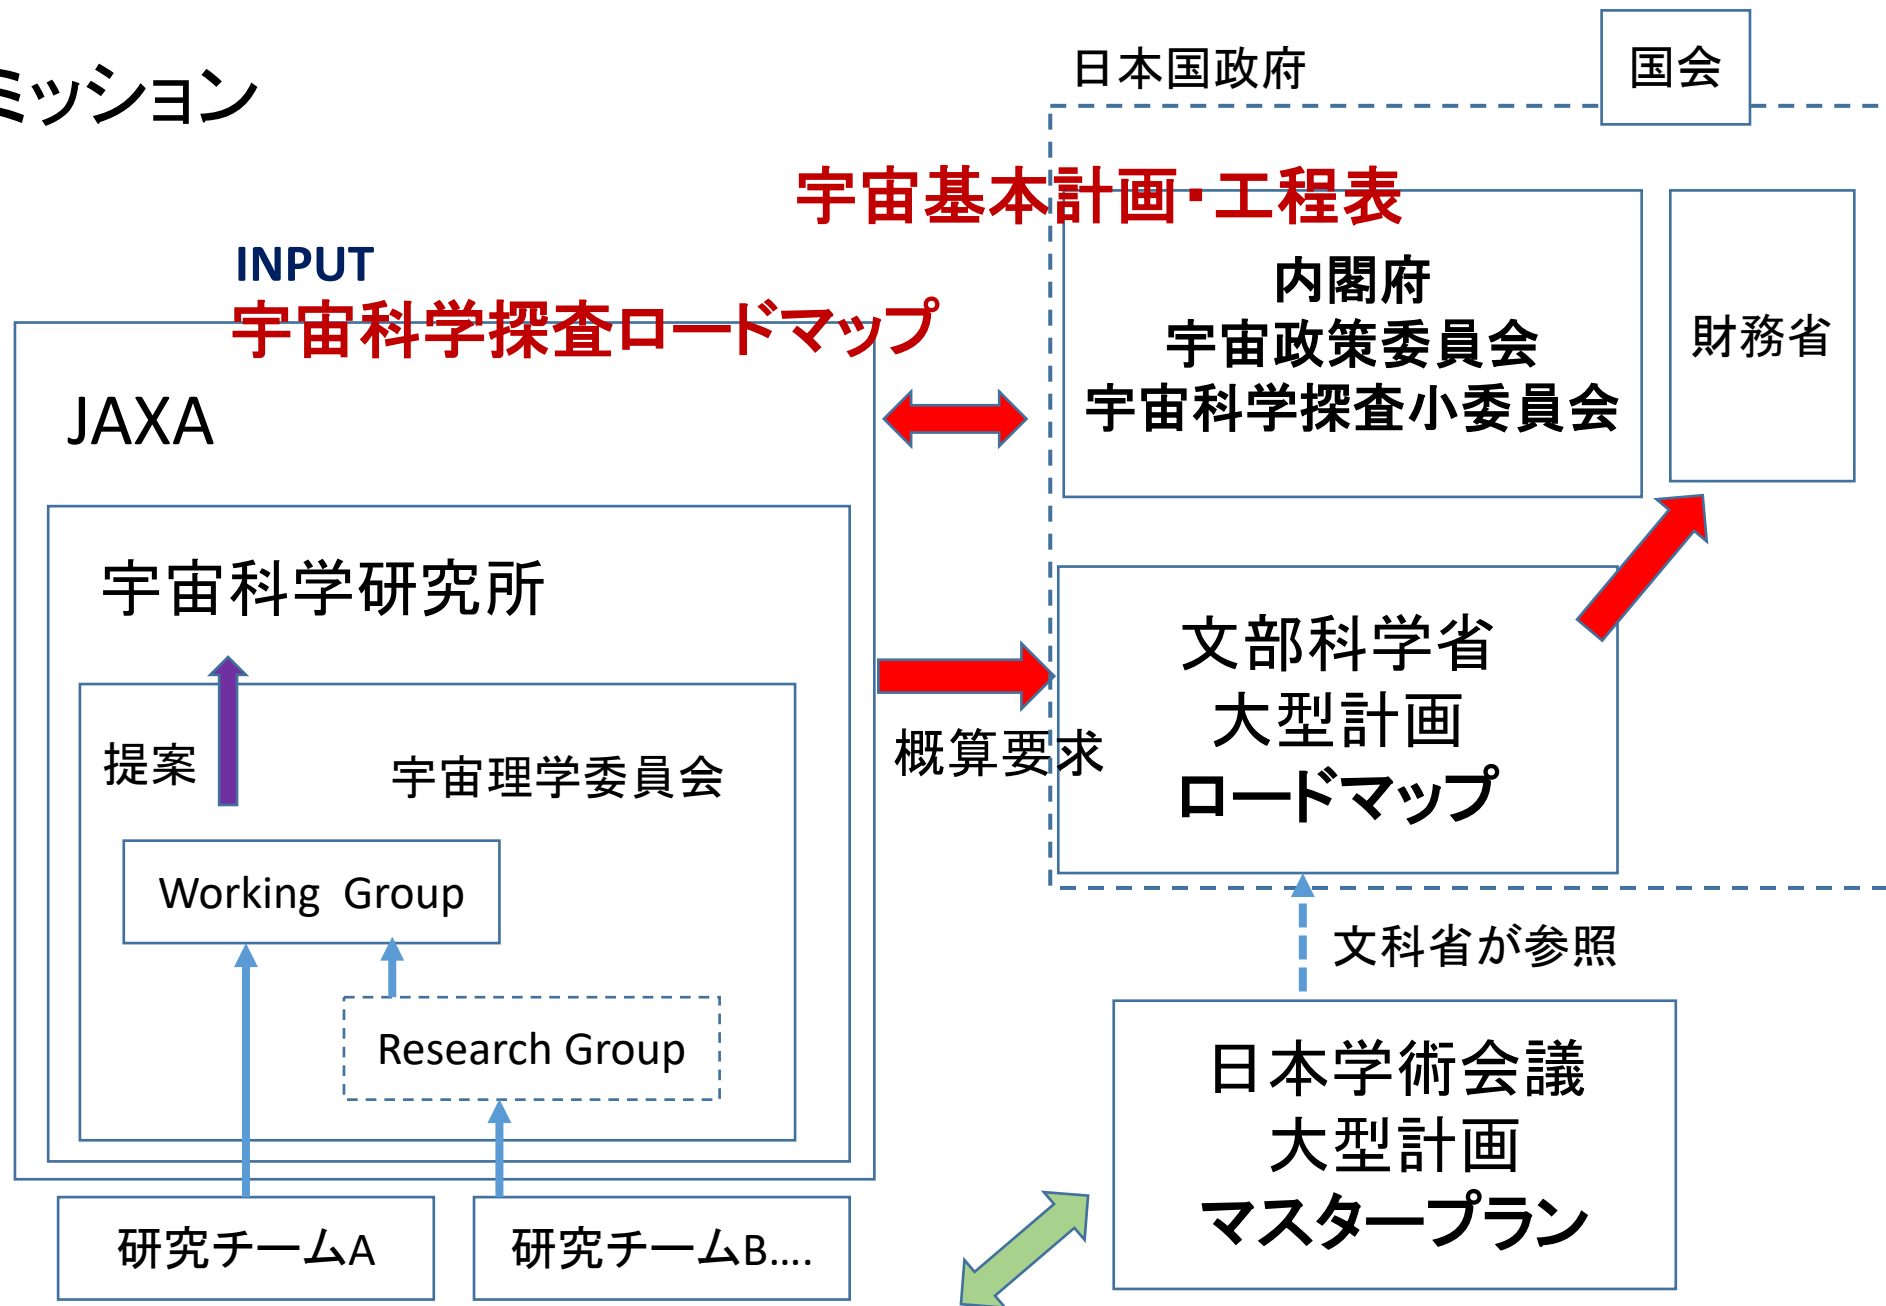 ミッション
日本国政府
国会
宇宙基本計画・工程表
INPUT
宇宙科学探査ロードマップ
内閣府
宇宙政策委員会
宇宙科学探査小委員会
財務省
JAXA
宇宙科学研究所
提案
宇宙理学委員会
概算要求
文部科学省
大型計画
ロードマップ
Working Group
文科省が参照
Research Group
日本学術会議
大型計画
マスタープラン
研究チームA
研究チームB....